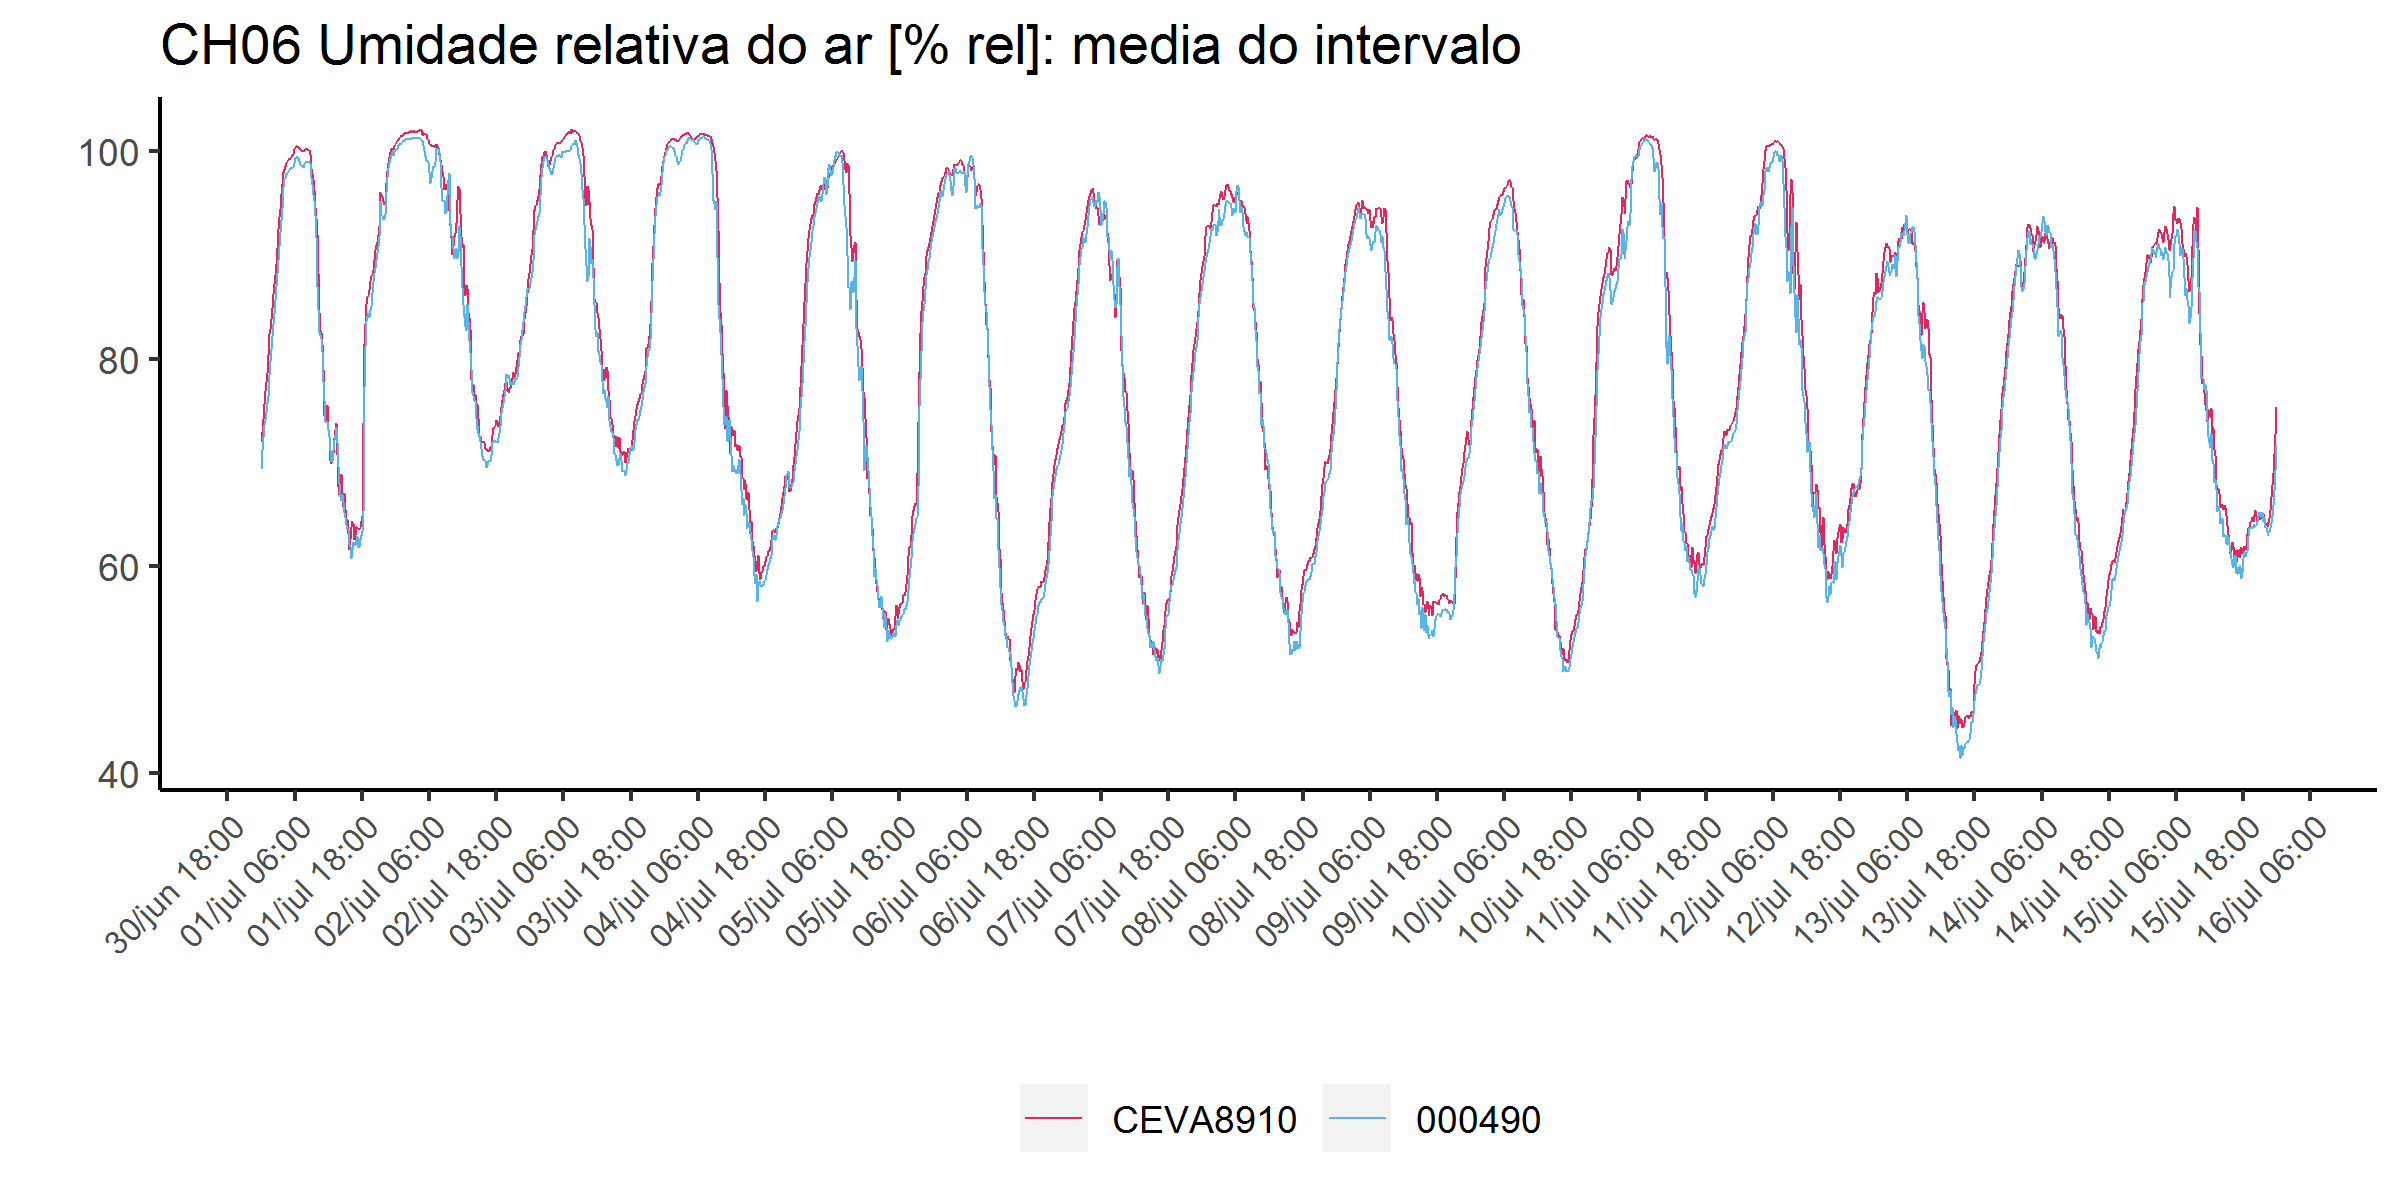 CH06 Umidade relativa do ar [% rel]: media do intervalo
100
80
60
40
30/jun 18:00
01/jul 06:00
01/jul 18:00
02/jul 06:00
02/jul 18:00
03/jul 06:00
03/jul 18:00
04/jul 06:00
04/jul 18:00
05/jul 06:00
05/jul 18:00
06/jul 06:00
06/jul 18:00
07/jul 06:00
07/jul 18:00
08/jul 06:00
08/jul 18:00
09/jul 06:00
09/jul 18:00
10/jul 06:00
10/jul 18:00
11/jul 06:00
11/jul 18:00
12/jul 06:00
12/jul 18:00
13/jul 06:00
13/jul 18:00
14/jul 06:00
14/jul 18:00
15/jul 06:00
15/jul 18:00
16/jul 06:00
CEVA8910 000490